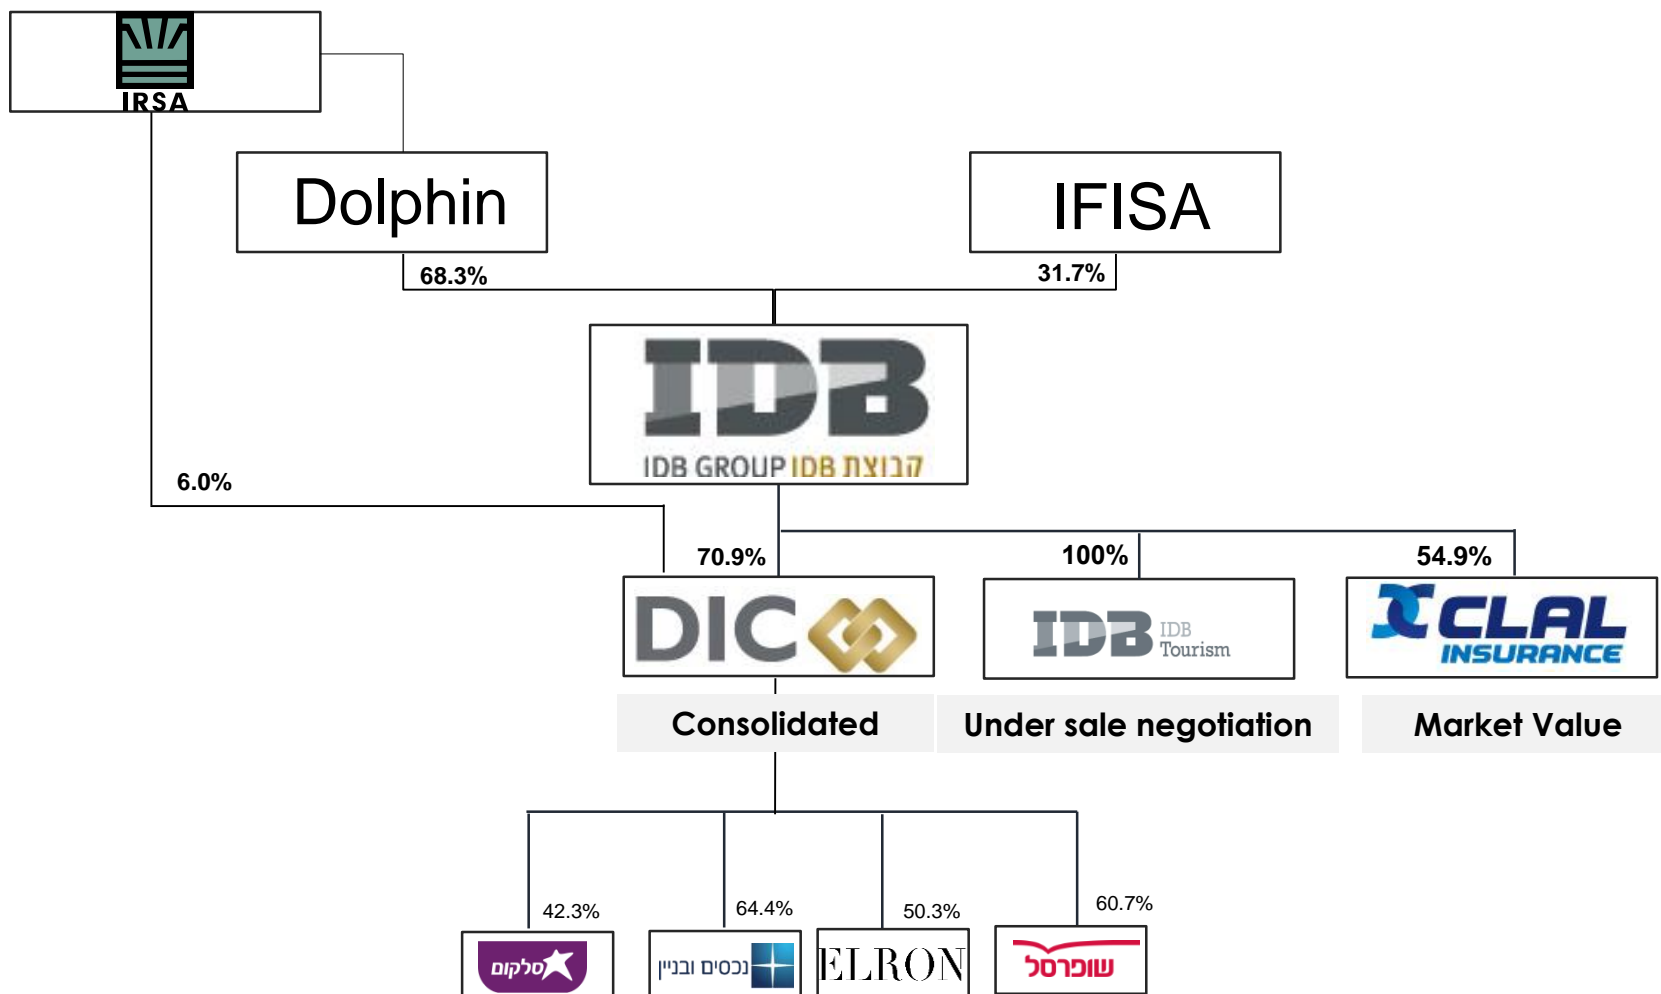 IRSA
Dolphin
IFISA
68.3%
31.7%
IDB
IDB GROUP IDB קבוצת
6.0%
70.9%
100%
54.9%
DIC
IDB IDB
Tourism
CLAL
INSURANCE
Consolidated
Under sale negotiation
Market Value
42.3%
64.4%
50.3%
60.7%
סלקום
נכסים ובניין
ELRON
שופרסל